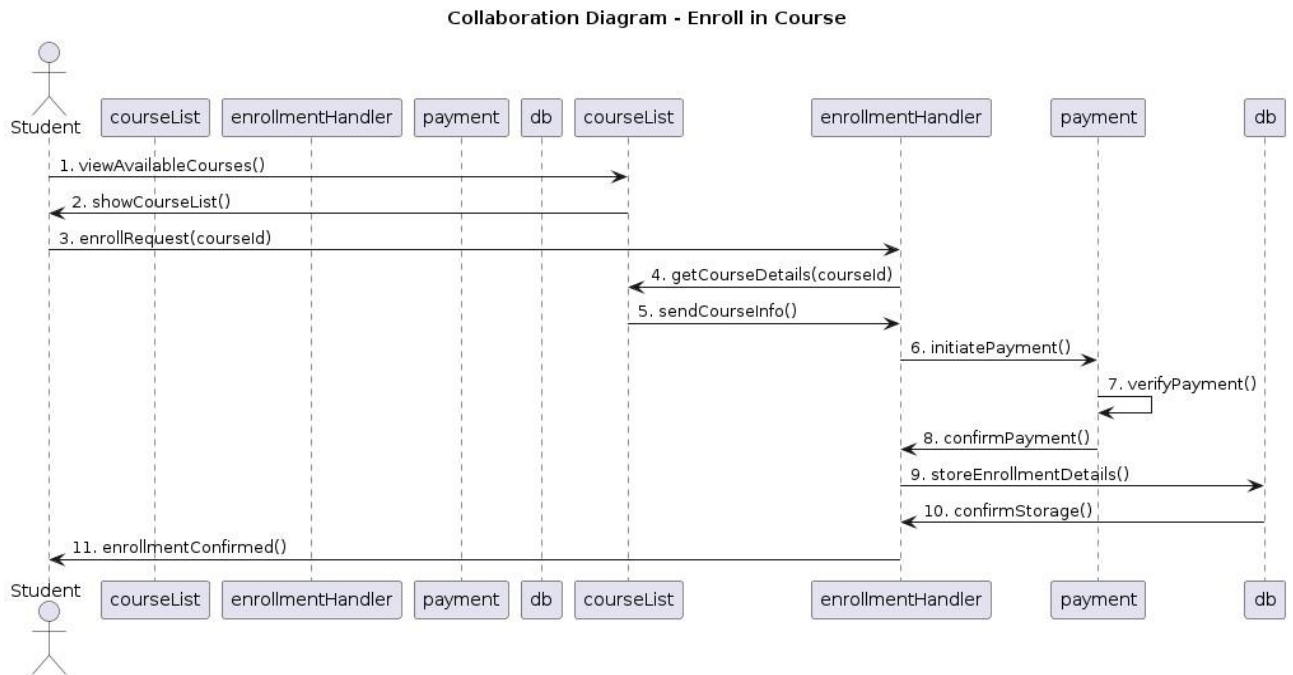 Collaboration Diagram - Enroll in Course
Student
courseList
enrollmentHandler
payment
db
courseList
enrollmentHandler
payment
db
1. viewAvailableCourses()
2. showCourseList()
3. enrollRequest(courseId)
4. getCourseDetails(courseId)
5. sendCourseInfo()
6. initiatePayment()
7. verifyPayment()
8. confirmPayment()
9. storeEnrollmentDetails()
10. confirmStorage()
11. enrollmentConfirmed()
Student
courseList
enrollmentHandler
payment
db
courseList
enrollmentHandler
payment
db